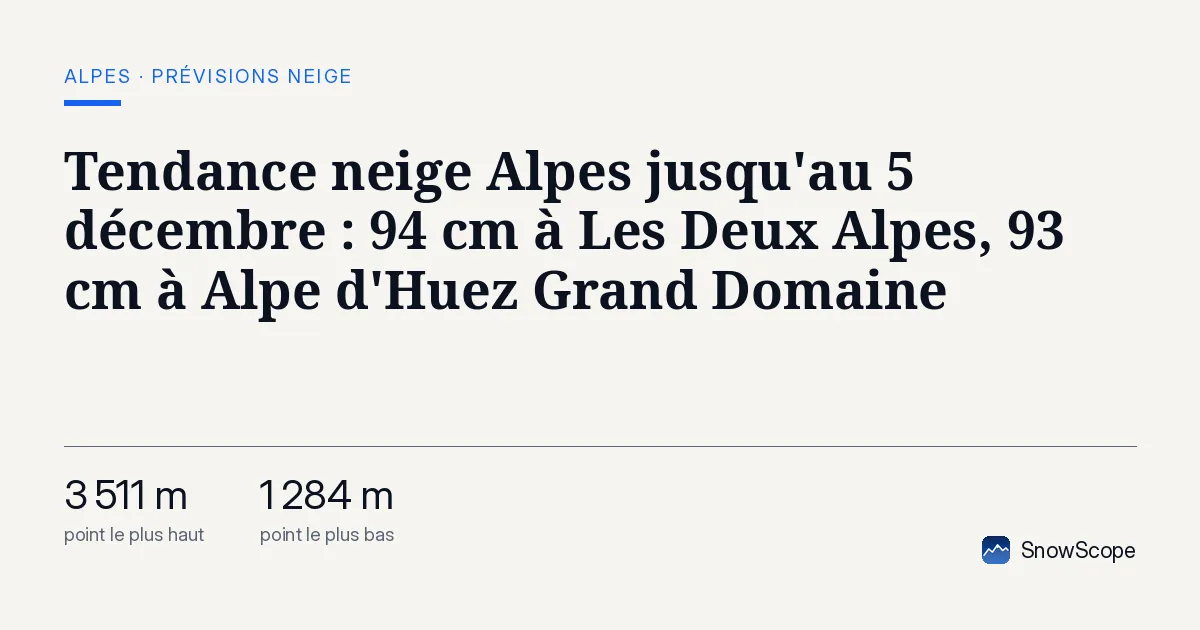 ALPES · PRÉVISIONS NEIGE
Tendance neige Alpes jusqu'au 5
décembre : 94 cm à Les Deux Alpes, 93
cm à Alpe d'Huez Grand Domaine
3 511 m
point le plus haut
1 284 m
point le plus bas
SnowScope